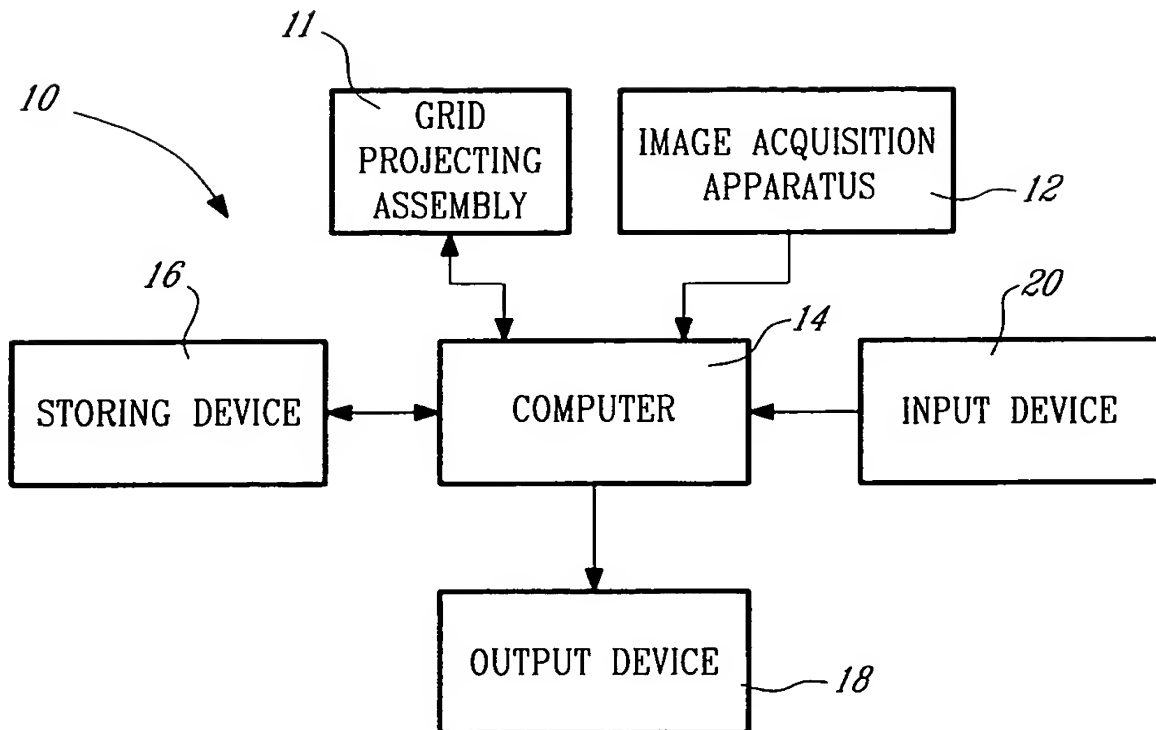 11
10
GRID
PROJECTING
ASSEMBLY
IMAGE ACQUISITION
APPARATUS
12
16
14
20
STORING DEVICE
COMPUTER
INPUT DEVICE
OUTPUT DEVICE
18